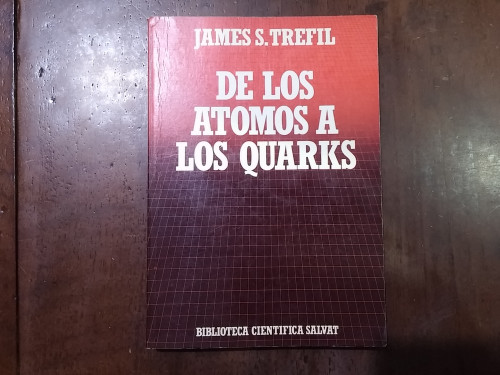 JAMES S. TREFIL
DE LOS
ATOMOS A
LOS QUARKS
BIBLIOTECA CIENTIFICA SALVAT